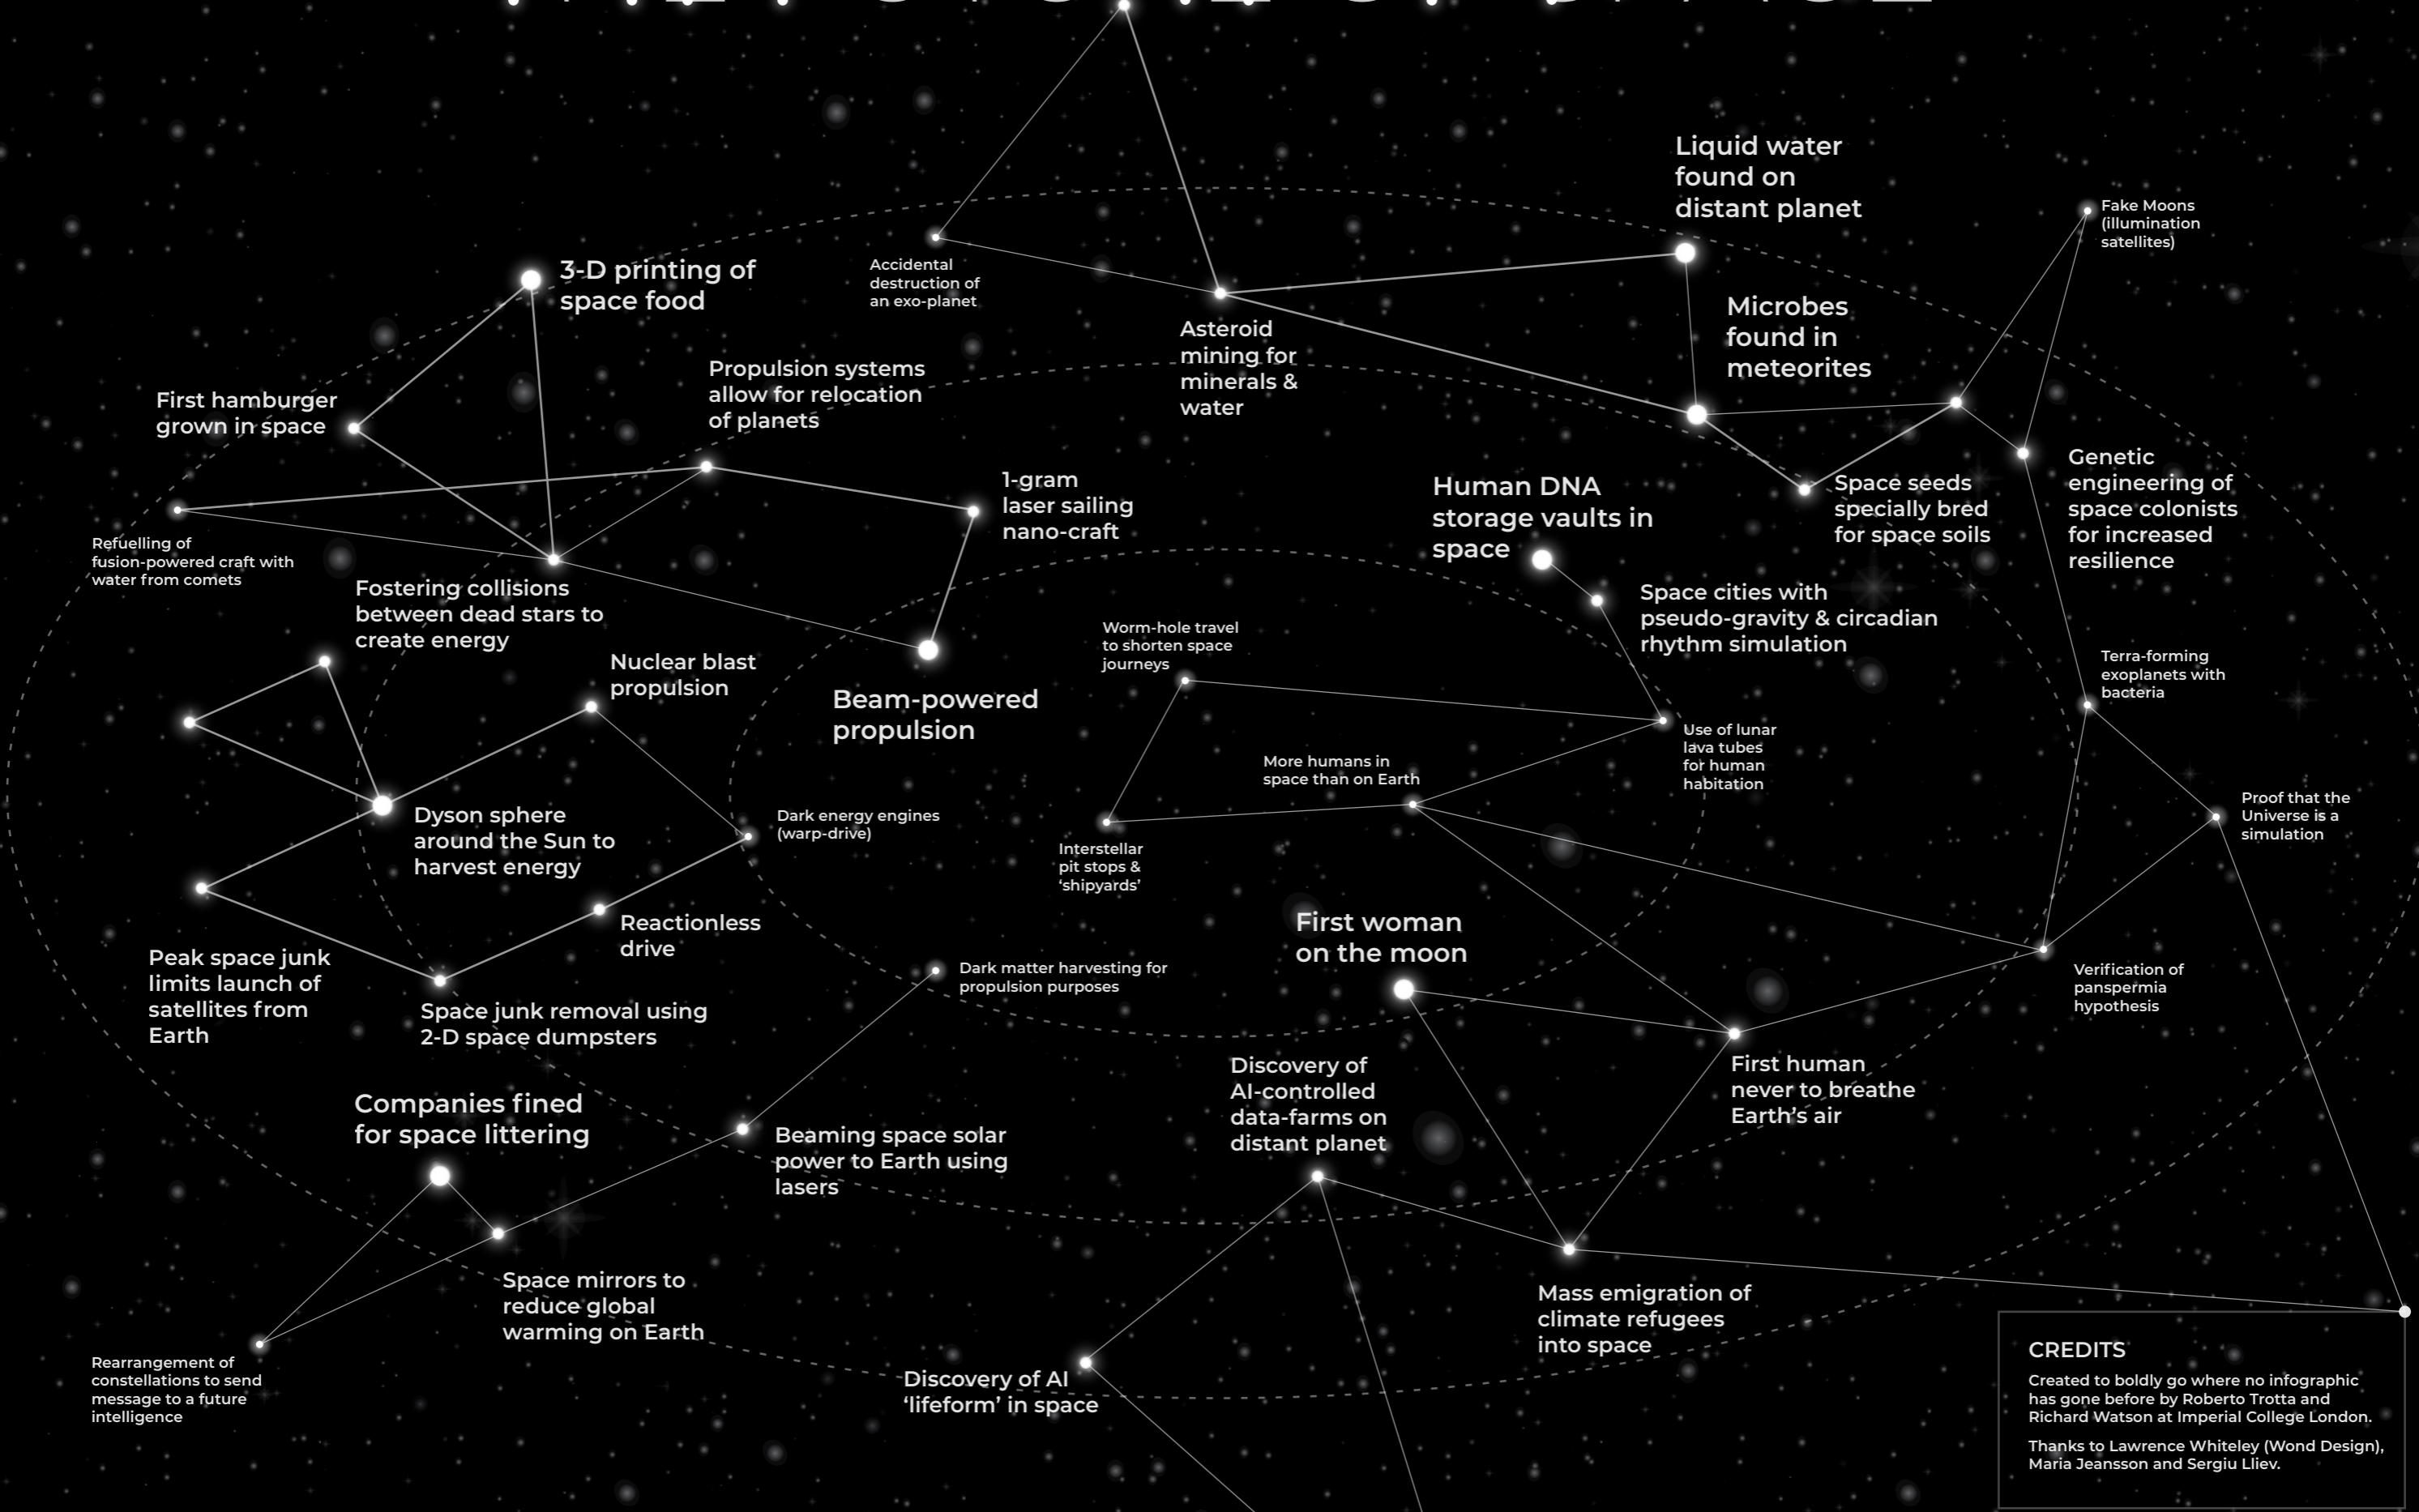 Liquid water
found on
distant planet
Fake Moons
(illumination
satellites)
3-D printing of
space food
Accidental
destruction of
an exo-planet
Microbes
found in
meteorites
Asteroid
mining for
minerals &
water
Propulsion systems
allow for relocation
of planets
First hamburger
grown in space
1-gram
laser sailing
nano-craft
Human DNA
storage vaults in
space
Space seeds
specially bred
for space soils
Genetic
engineering of
space colonists
for increased
resilience
Refuelling of
fusion-powered craft with
water from comets
Fostering collisions
between dead stars to
create energy
Space cities with
pseudo-gravity & circadian
rhythm simulation
Worm-hole travel
to shorten space
journeys
Nuclear blast
propulsion
Terra-forming
exoplanets with
bacteria
Beam-powered
propulsion
Use of lunar
lava tubes
for human
habitation
More humans in
space than on Earth
Proof that the
Universe is a
simulation
Dyson sphere
around the Sun to
harvest energy
Dark energy engines
(warp-drive)
Interstellar
pit stops &
‘shipyards’
First woman
on the moon
Reactionless
drive
Peak space junk
limits launch of
satellites from
Earth
Dark matter harvesting for
propulsion purposes
Verification of
panspermia
hypothesis
Space junk removal using
2-D space dumpsters
Discovery of
AI-controlled
data-farms on
distant planet
First human
never to breathe
Earth’s air
Companies fined
for space littering
Beaming space solar
power to Earth using
lasers
Space mirrors to
reduce global
warming on Earth
Mass emigration of
climate refugees
into space
Rearrangement of
constellations to send
message to a future
intelligence
Discovery of AI
‘lifeform’ in space
CREDITS
Created to boldly go where no infographic
has gone before by Roberto Trotta and
Richard Watson at Imperial College London.
Thanks to Lawrence Whiteley (Wond Design),
Maria Jeansson and Sergiu Lliev.